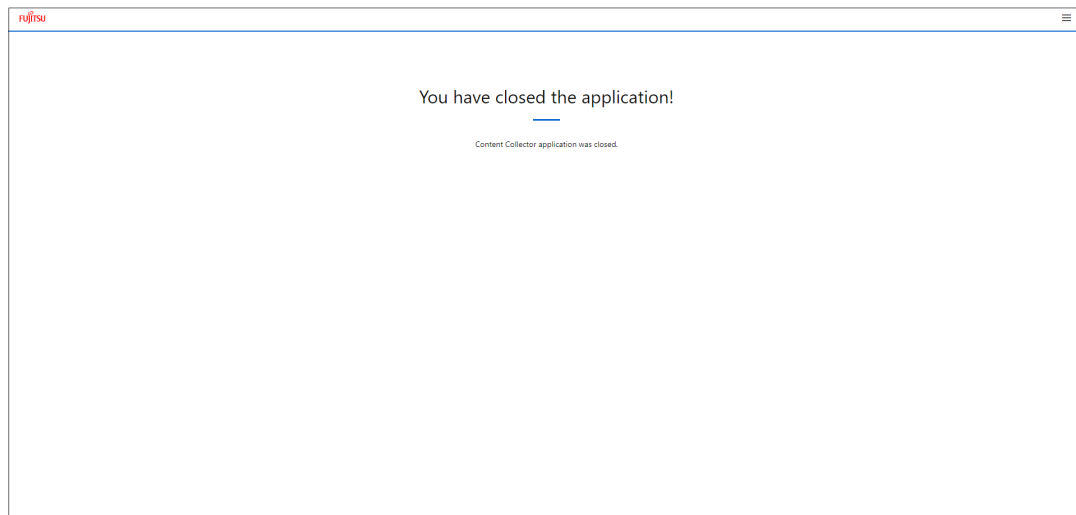 FUJITSU
You have closed the application!
Content Collector application was closed.